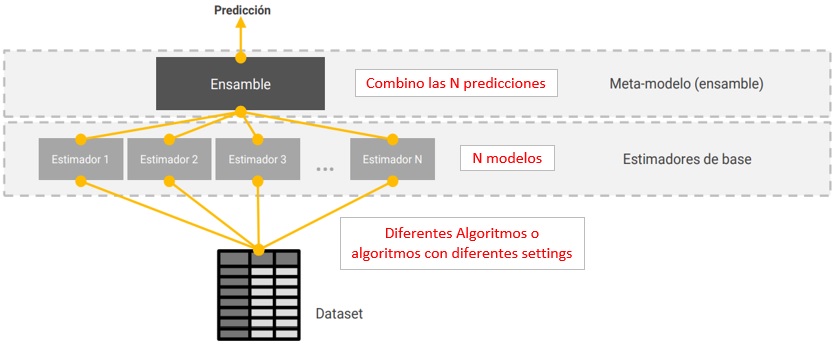 Predicción
Ensamble
Combino las N predicciones
Meta-modelo (ensamble)
Estimador 1
Estimador 2
Estimador 3
...
Estimador N
N modelos
Estimadores de base
Diferentes Algoritmos o
algoritmos con diferentes settings
Dataset